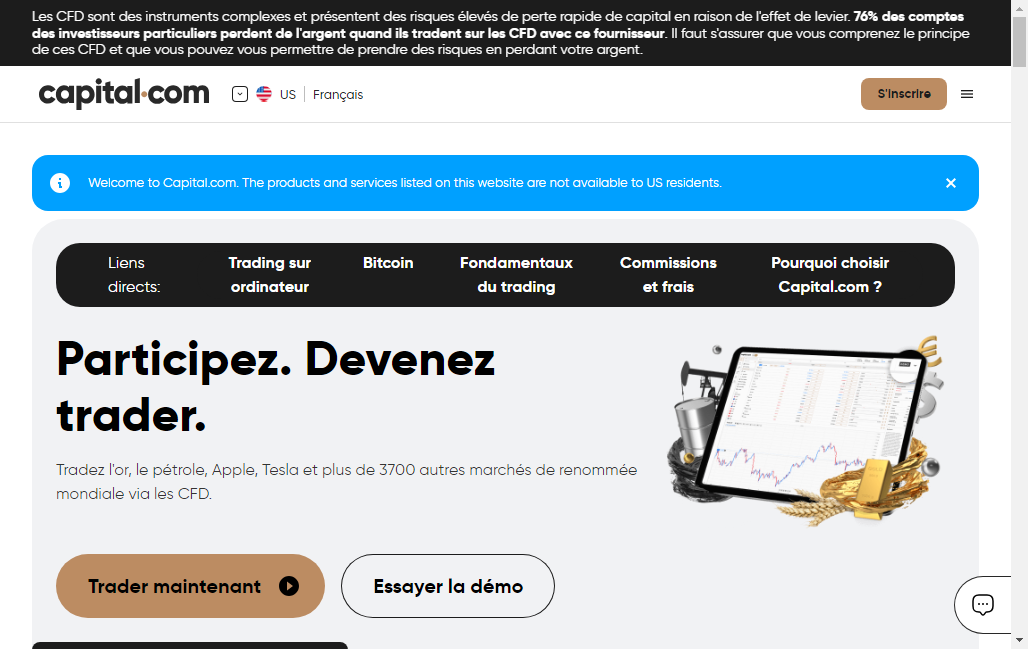 Les CFD sont des instruments complexes et présentent des risques élevés de perte rapide de capital en raison de l'effet de levier. 76% des comptes
des investisseurs particuliers perdent de l'argent quand ils tradent sur les CFD avec ce fournisseur. Il faut s'assurer que vous comprenez le principe
de ces CFD et que vous pouvez vous permettre de prendre des risques en perdant votre argent.
capital.com US Français S'inscrire
Welcome to Capital.com. The products and services listed on this website are not available to US residents.
Liens directs:
Trading sur ordinateur
Bitcoin
Fondamentaux du trading
Commissions et frais
Pourquoi choisir Capital.com ?
Participez. Devenez
trader.
Tradez l'or, le pétrole, Apple, Tesla et plus de 3700 autres marchés de renommée
mondiale via les CFD.
Trader maintenant
Essayer la démo